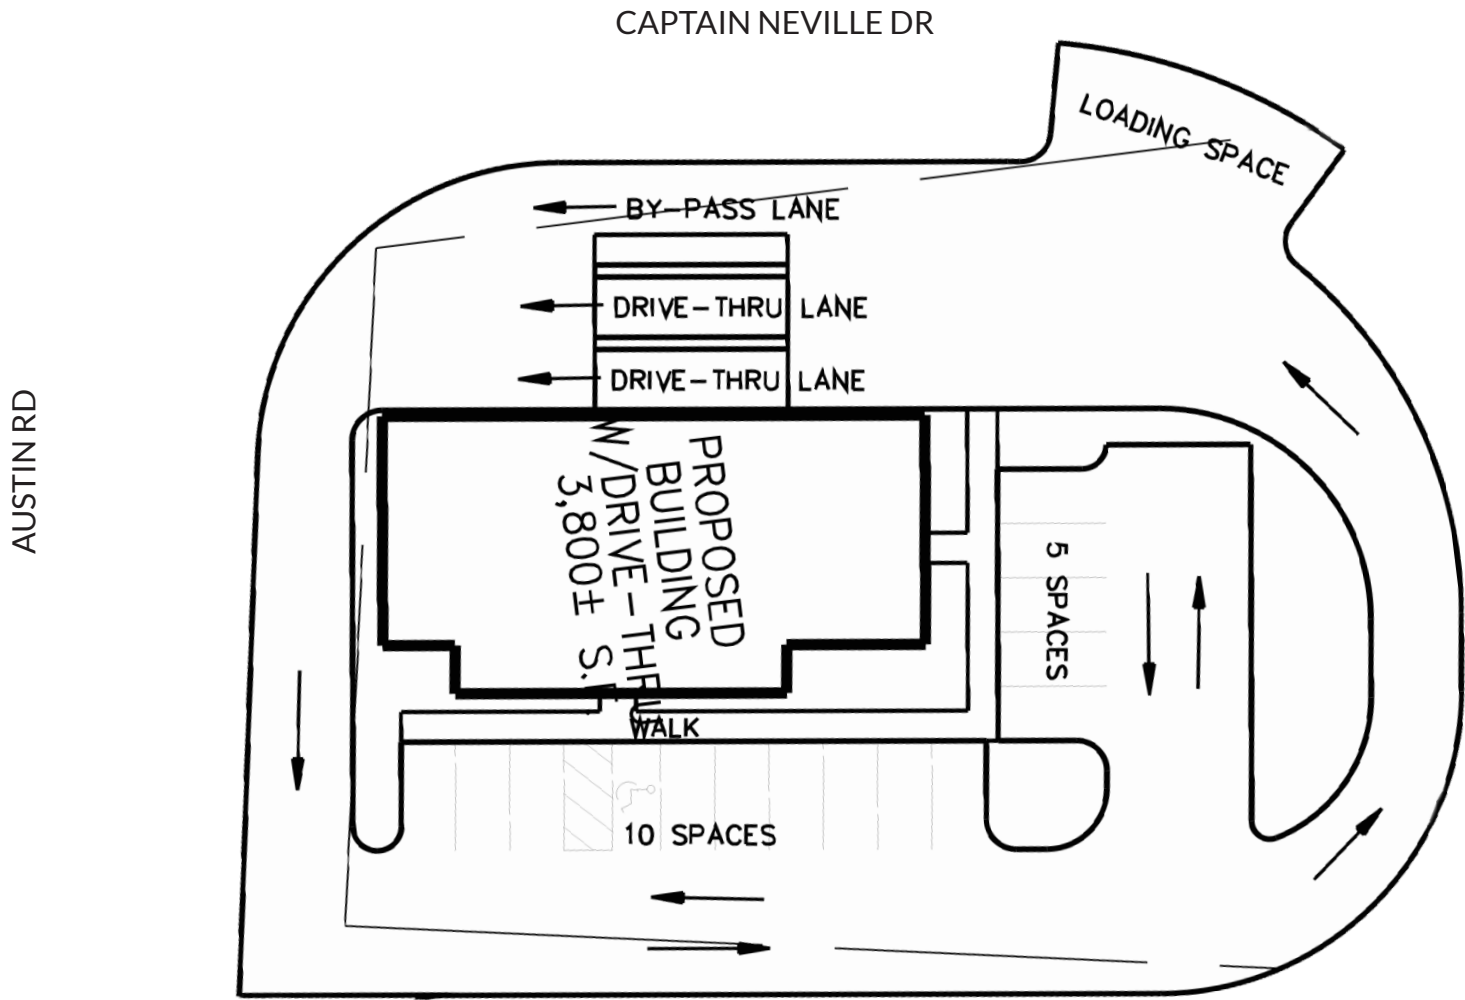 CAPTAIN NEVILLE DR
LOADING SPACE
BY-PASS LANE
DRIVE-THRU LANE
DRIVE-THRU LANE
AUSTIN RD
PROPOSED
BUILDING
W/DRIVE-THRU
3,800± S.F
5 SPACES
WALK
10 SPACES